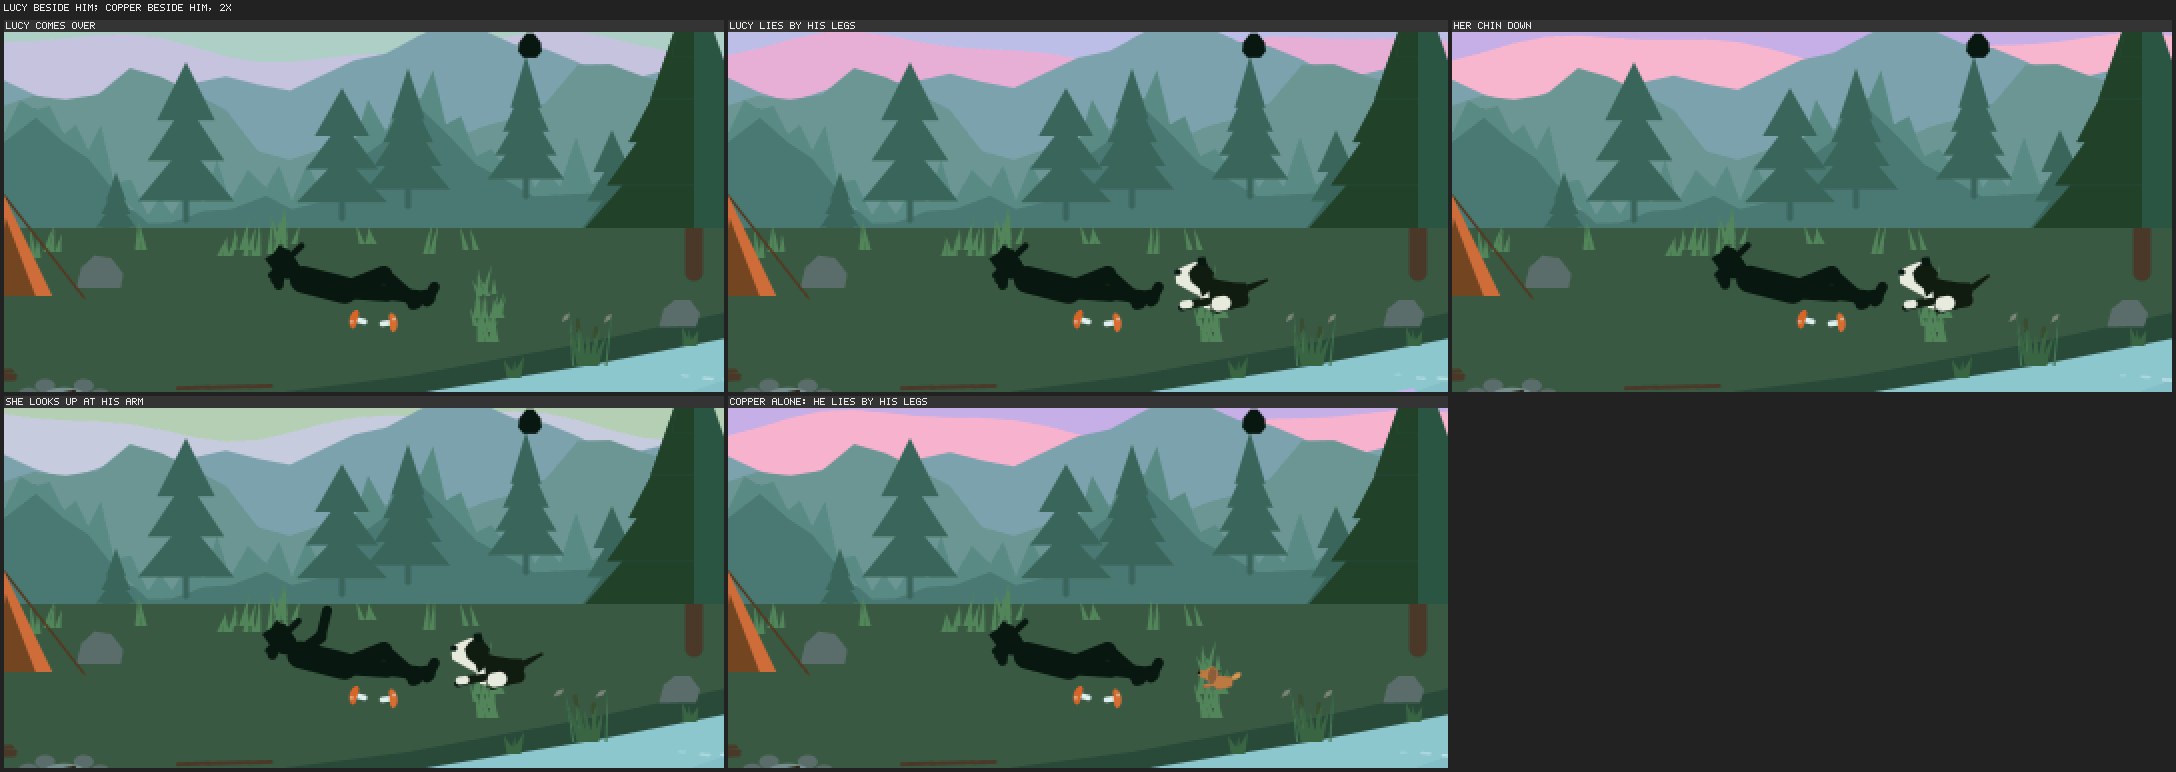 LUCY BESIDE HIM; COPPER BESIDE HIM, 2X
LUCY COMES OVER
LUCY LIES BY HIS LEGS
HER CHIN DOWN
SHE LOOKS UP AT HIS ARM
COPPER ALONE: HE LIES BY HIS LEGS